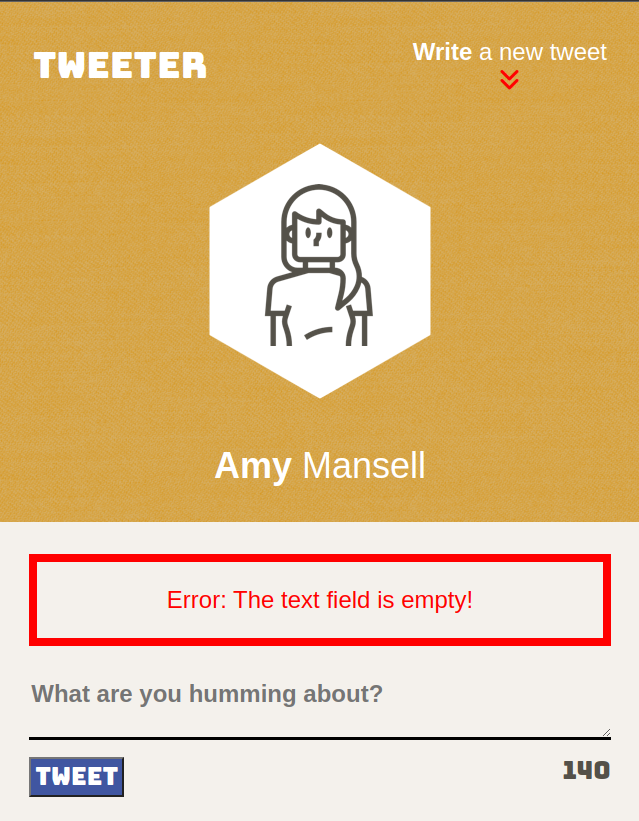 TWEETER
Write a new tweet
Amy Mansell
Error: The text field is empty!
What are you humming about?
TWEET
140